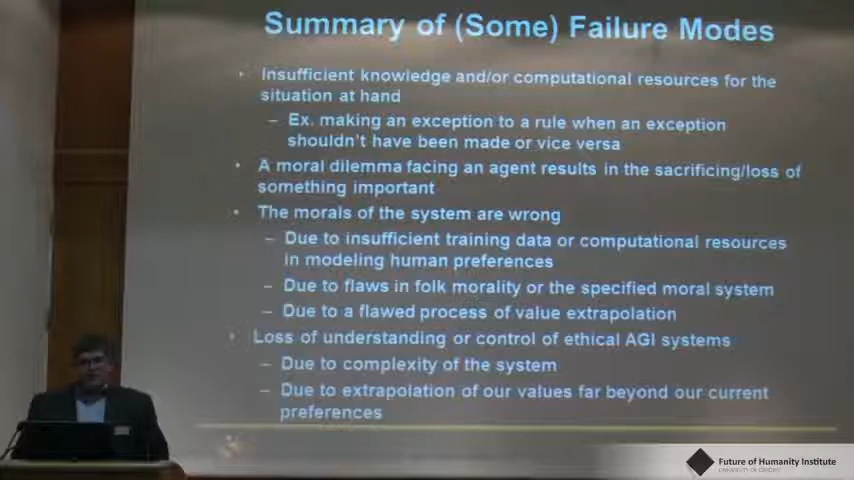 Summary of (Some) Failure Modes
• Insufficient knowledge and/or computational resources for the
situation at hand
– Ex. making an exception to a rule when an exception
shouldn't have been made or vice versa
• A moral dilemma facing an agent results in the sacrificing/loss of
something important
• The morals of the system are wrong
– Due to insufficient training data or computational resources
in modeling human preferences
– Due to flaws in folk morality or the specified moral system
– Due to a flawed process of value extrapolation
• Loss of understanding or control of ethical AGI systems
– Due to complexity of the system
– Due to extrapolation of our values far beyond our current
preferences
Future of Humanity Institute
UNIVERSITY OF OXFORD